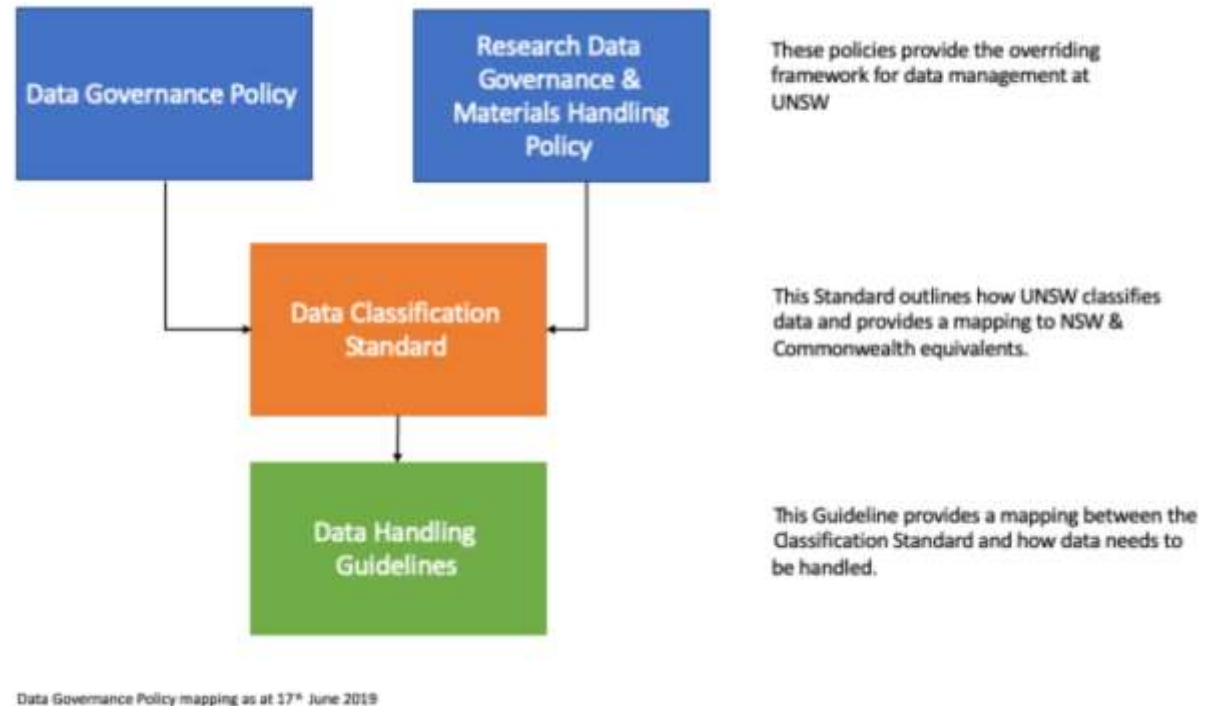 Data Governance Policy
Research Data
Governance &
Materials Handling
Policy
These policies provide the overriding
framework for data management at
UNSW
Data Classification
Standard
This Standard outlines how UNSW classifies
data and provides a mapping to NSW &
Commonwealth equivalents.
Data Handling
Guidelines
This Guideline provides a mapping between the
Classification Standard and how data needs to
be handled.
Data Governance Policy mapping as at 17th June 2019